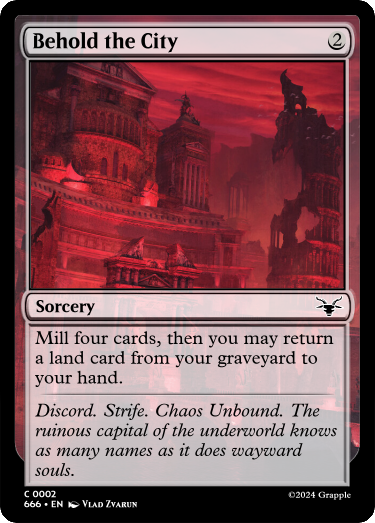 Behold the City 2
Sorcery
Mill four cards, then you may return
a land card from your graveyard to
your hand.
Discord. Strife. Chaos Unbound. The
ruinous capital of the underworld knows
as many names as it does wayward
souls.
C 0002
666 • EN Vlad Zvarun
©2024 Grapple